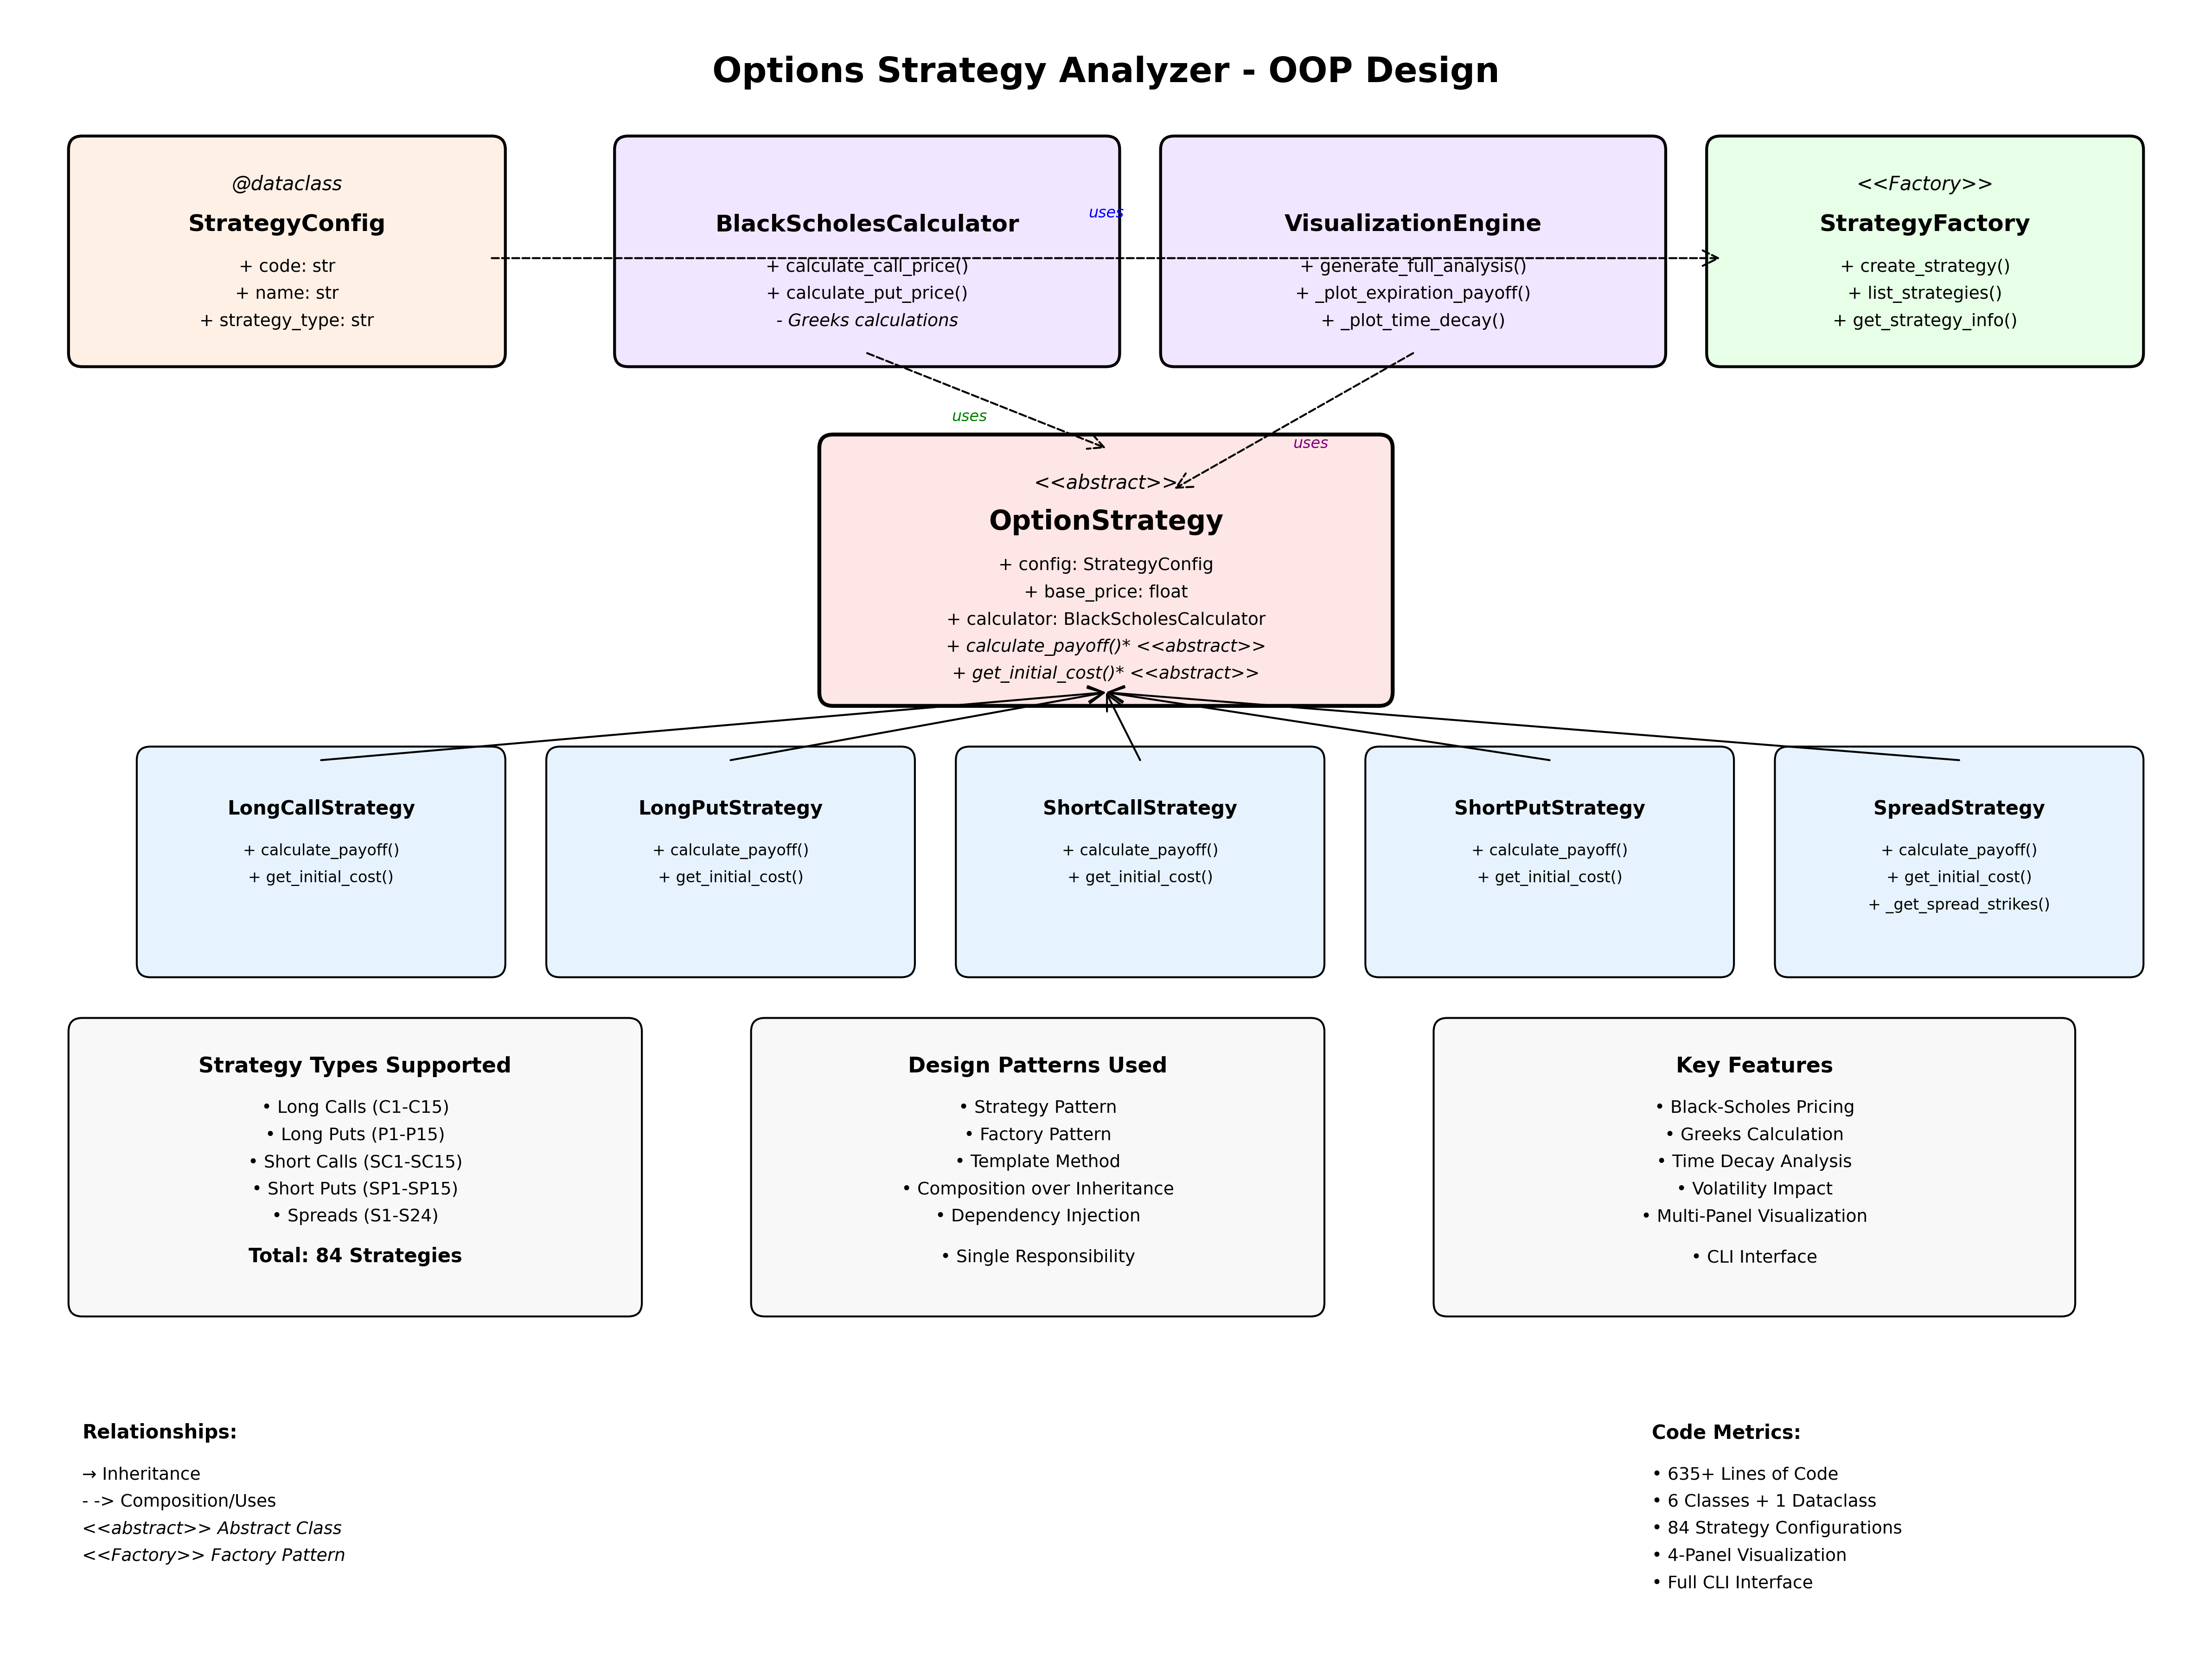 Options Strategy Analyzer - OOP Design
@dataclass
StrategyConfig
+ code: str
+ name: str
+ strategy_type: str
BlackScholesCalculator
+ calculate_call_price()
+ calculate_put_price()
- Greeks calculations
uses
VisualizationEngine
+ generate_full_analysis()
+ _plot_expiration_payoff()
+ _plot_time_decay()
<<Factory>>
StrategyFactory
+ create_strategy()
+ list_strategies()
+ get_strategy_info()
uses
uses
<<abstract>>
OptionStrategy
+ config: StrategyConfig
+ base_price: float
+ calculator: BlackScholesCalculator
+ calculate_payoff()* <<abstract>>
+ get_initial_cost()* <<abstract>>
LongCallStrategy
+ calculate_payoff()
+ get_initial_cost()
LongPutStrategy
+ calculate_payoff()
+ get_initial_cost()
ShortCallStrategy
+ calculate_payoff()
+ get_initial_cost()
ShortPutStrategy
+ calculate_payoff()
+ get_initial_cost()
SpreadStrategy
+ calculate_payoff()
+ get_initial_cost()
+ _get_spread_strikes()
Strategy Types Supported
• Long Calls (C1-C15)
• Long Puts (P1-P15)
• Short Calls (SC1-SC15)
• Short Puts (SP1-SP15)
• Spreads (S1-S24)
Total: 84 Strategies
Design Patterns Used
• Strategy Pattern
• Factory Pattern
• Template Method
• Composition over Inheritance
• Dependency Injection
• Single Responsibility
Key Features
• Black-Scholes Pricing
• Greeks Calculation
• Time Decay Analysis
• Volatility Impact
• Multi-Panel Visualization
• CLI Interface
Relationships:
→ Inheritance
- -> Composition/Uses
<<abstract>> Abstract Class
<<Factory>> Factory Pattern
Code Metrics:
• 635+ Lines of Code
• 6 Classes + 1 Dataclass
• 84 Strategy Configurations
• 4-Panel Visualization
• Full CLI Interface